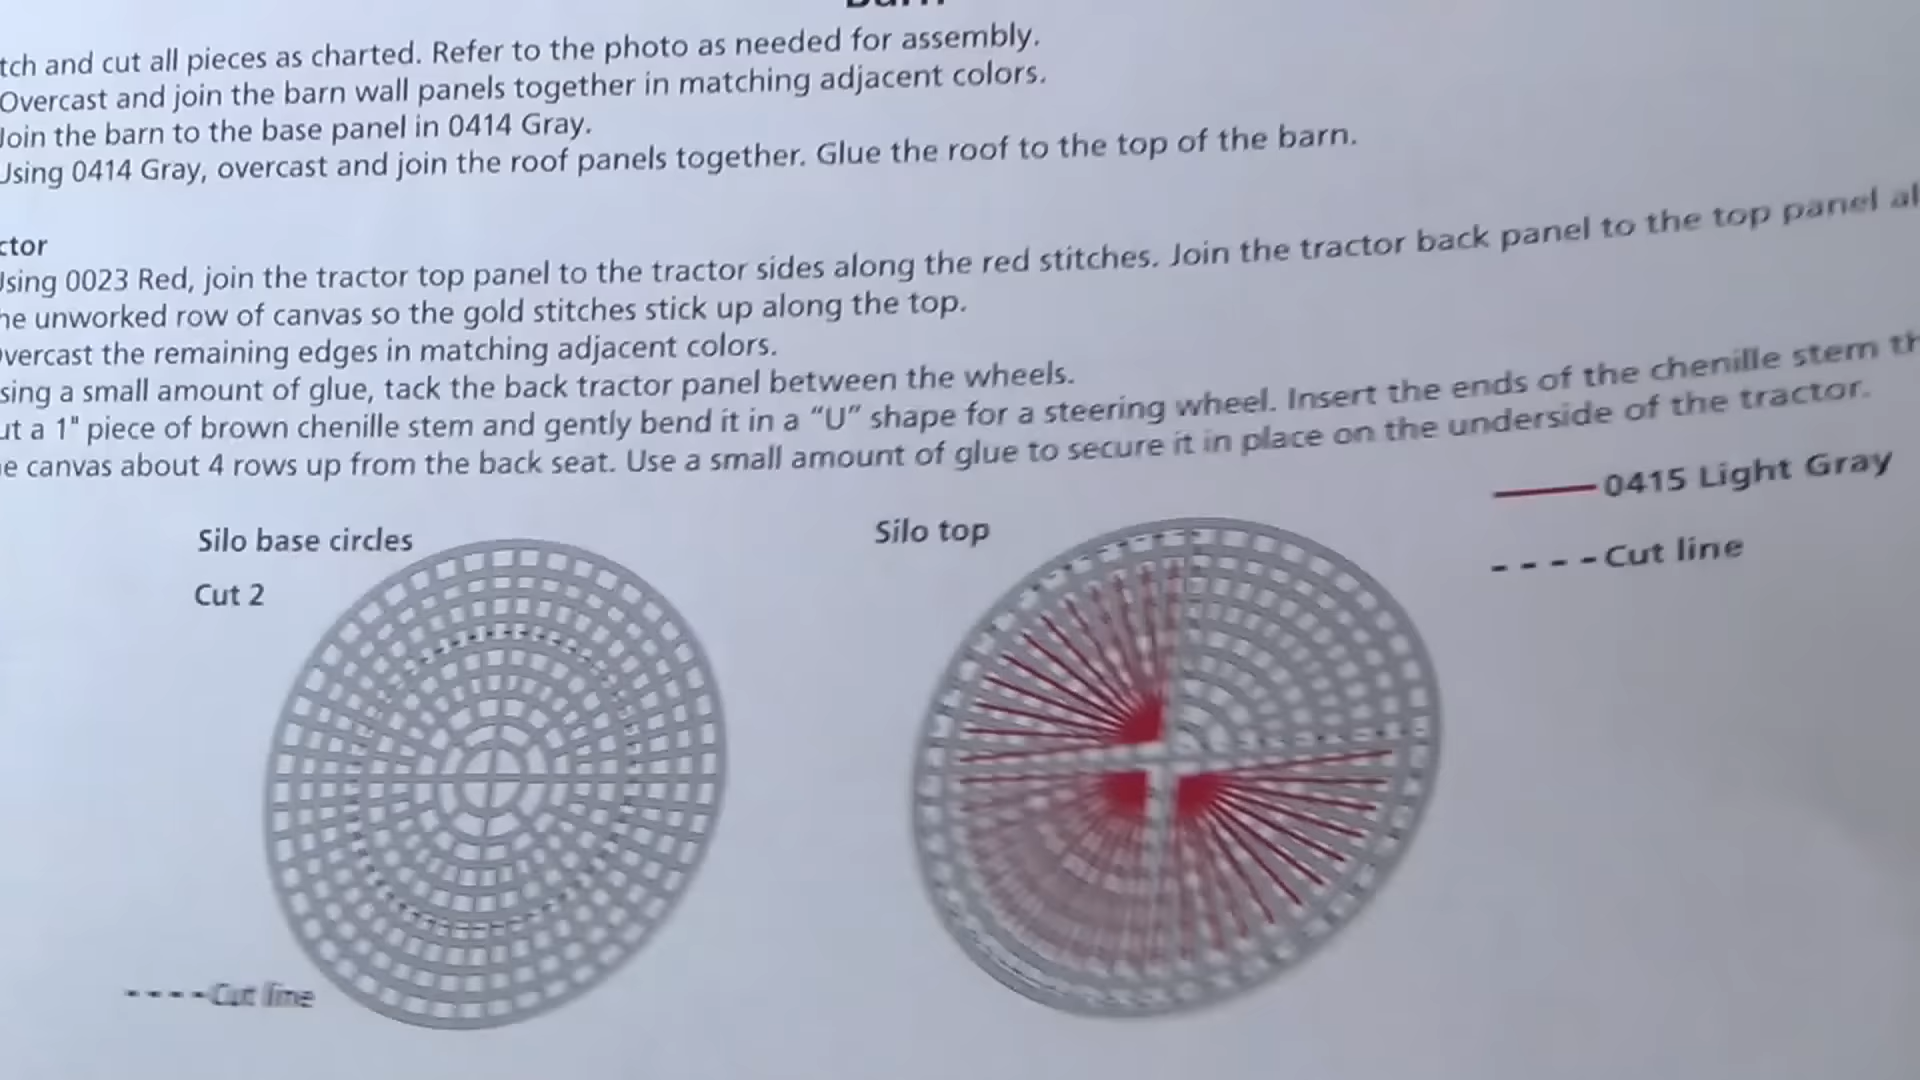 tch and cut all pieces as charted. Refer to the photo as needed for assembly.
Overcast and join the barn wall panels together in matching adjacent colors.
Join the barn to the base panel in 0414 Gray.
Using 0414 Gray, overcast and join the roof panels together. Glue the roof to the top of the barn.
ctor
Using 0023 Red, join the tractor top panel to the tractor sides along the red stitches. Join the tractor back panel to the top panel al
he unworked row of canvas so the gold stitches stick up along the top.
vercast the remaining edges in matching adjacent colors.
sing a small amount of glue, tack the back tractor panel between the wheels.
ut a 1" piece of brown chenille stem and gently bend it in a “U” shape for a steering wheel. Insert the ends of the chenille stem th
e canvas about 4 rows up from the back seat. Use a small amount of glue to secure it in place on the underside of the tractor.
Silo base circles
Cut 2
Cut line
Silo top
0415 Light Gray
Cut line